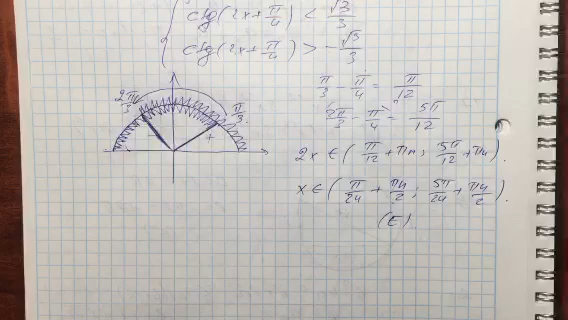 ctg(2x+π/4) < √3/3
ctg(2x+π/4) > -√3/3
π/3 - π/4 = π/12
2π/3 - π/4 = 5π/12
2π/3
π/3
2x ∈ (π/12 + πn; 5π/12 + πn).
x ∈ (π/24 + πn/2; 5π/24 + πn/2).
(E)